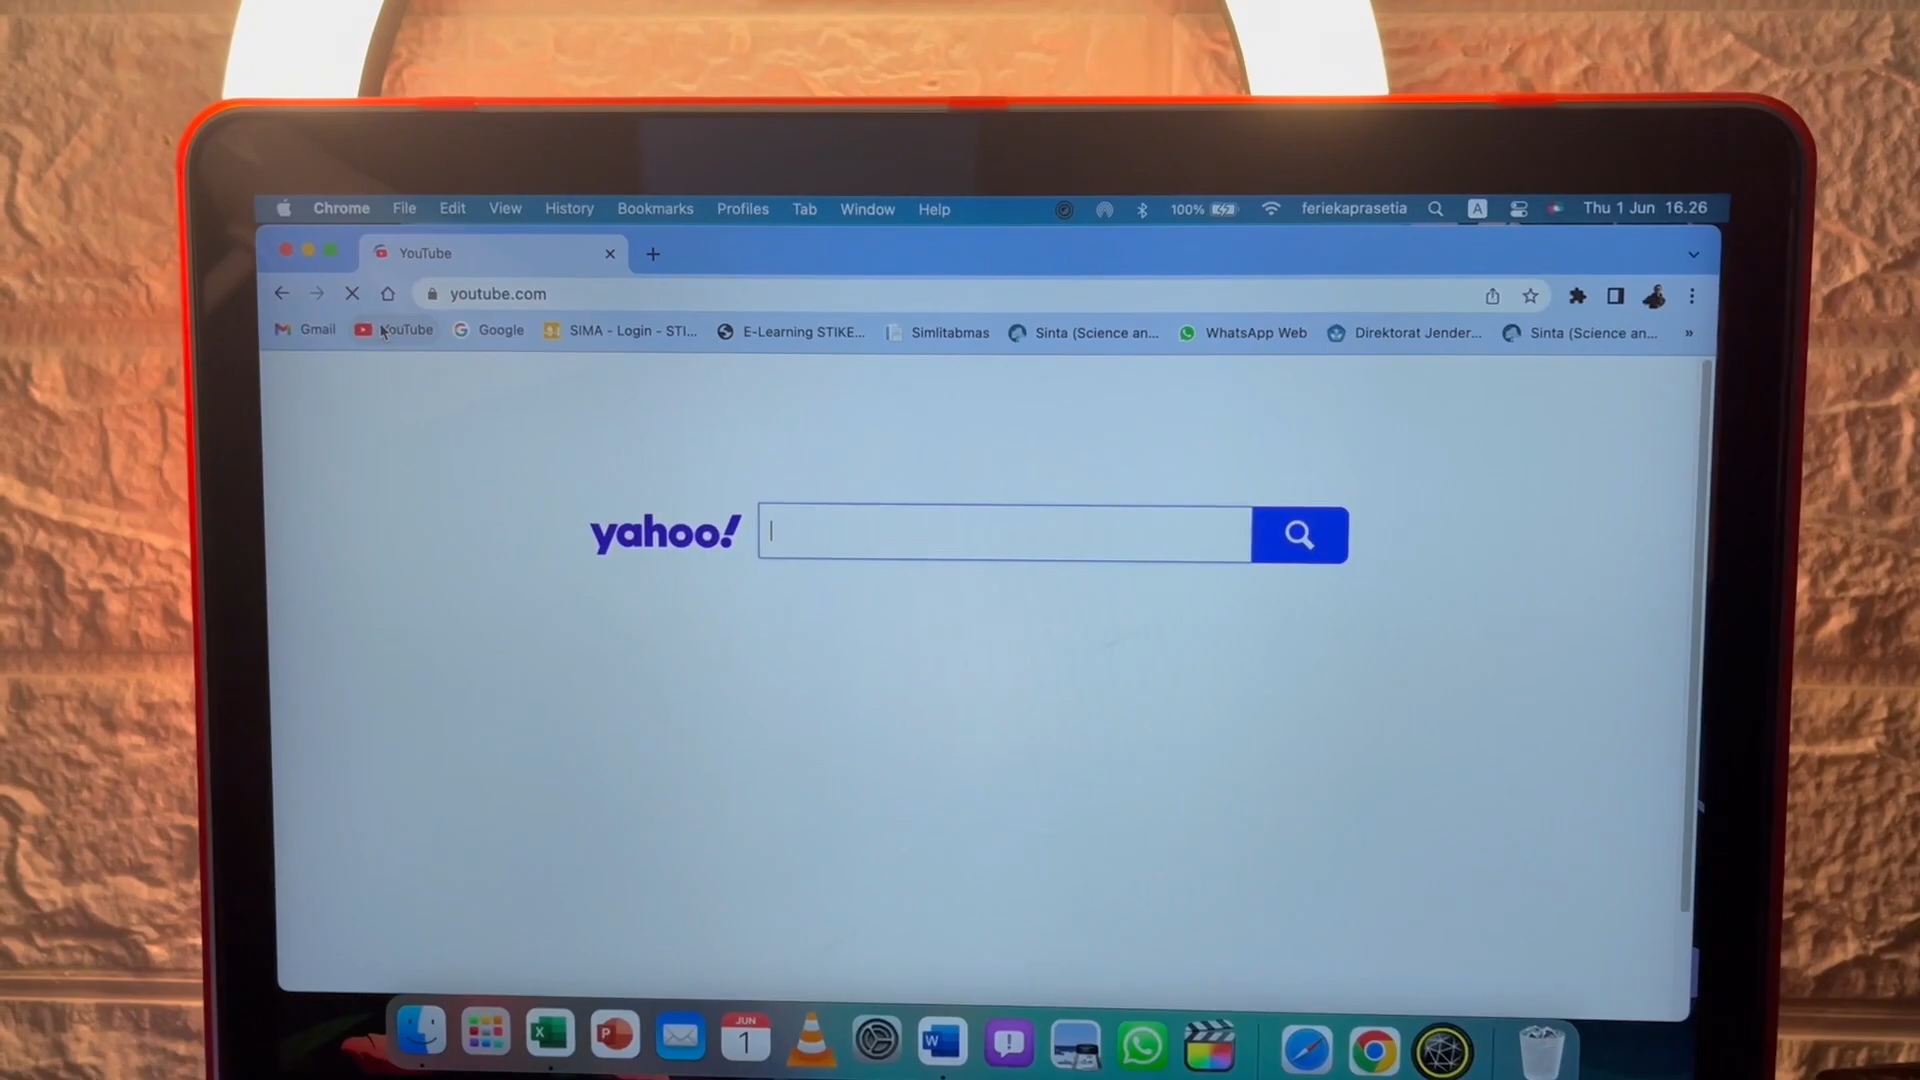 Chrome File Edit View History Bookmarks Profiles Tab Window Help 100% feriekaprasetia A Thu 1 Jun 16.26
YouTube
youtube.com
Gmail YouTube Google SIMA - Login - STI... E-Learning STIKE... Simlitabmas Sinta (Science an... WhatsApp Web Direktorat Jender... Sinta (Science an... »
yahoo!
X P JUN 1 W